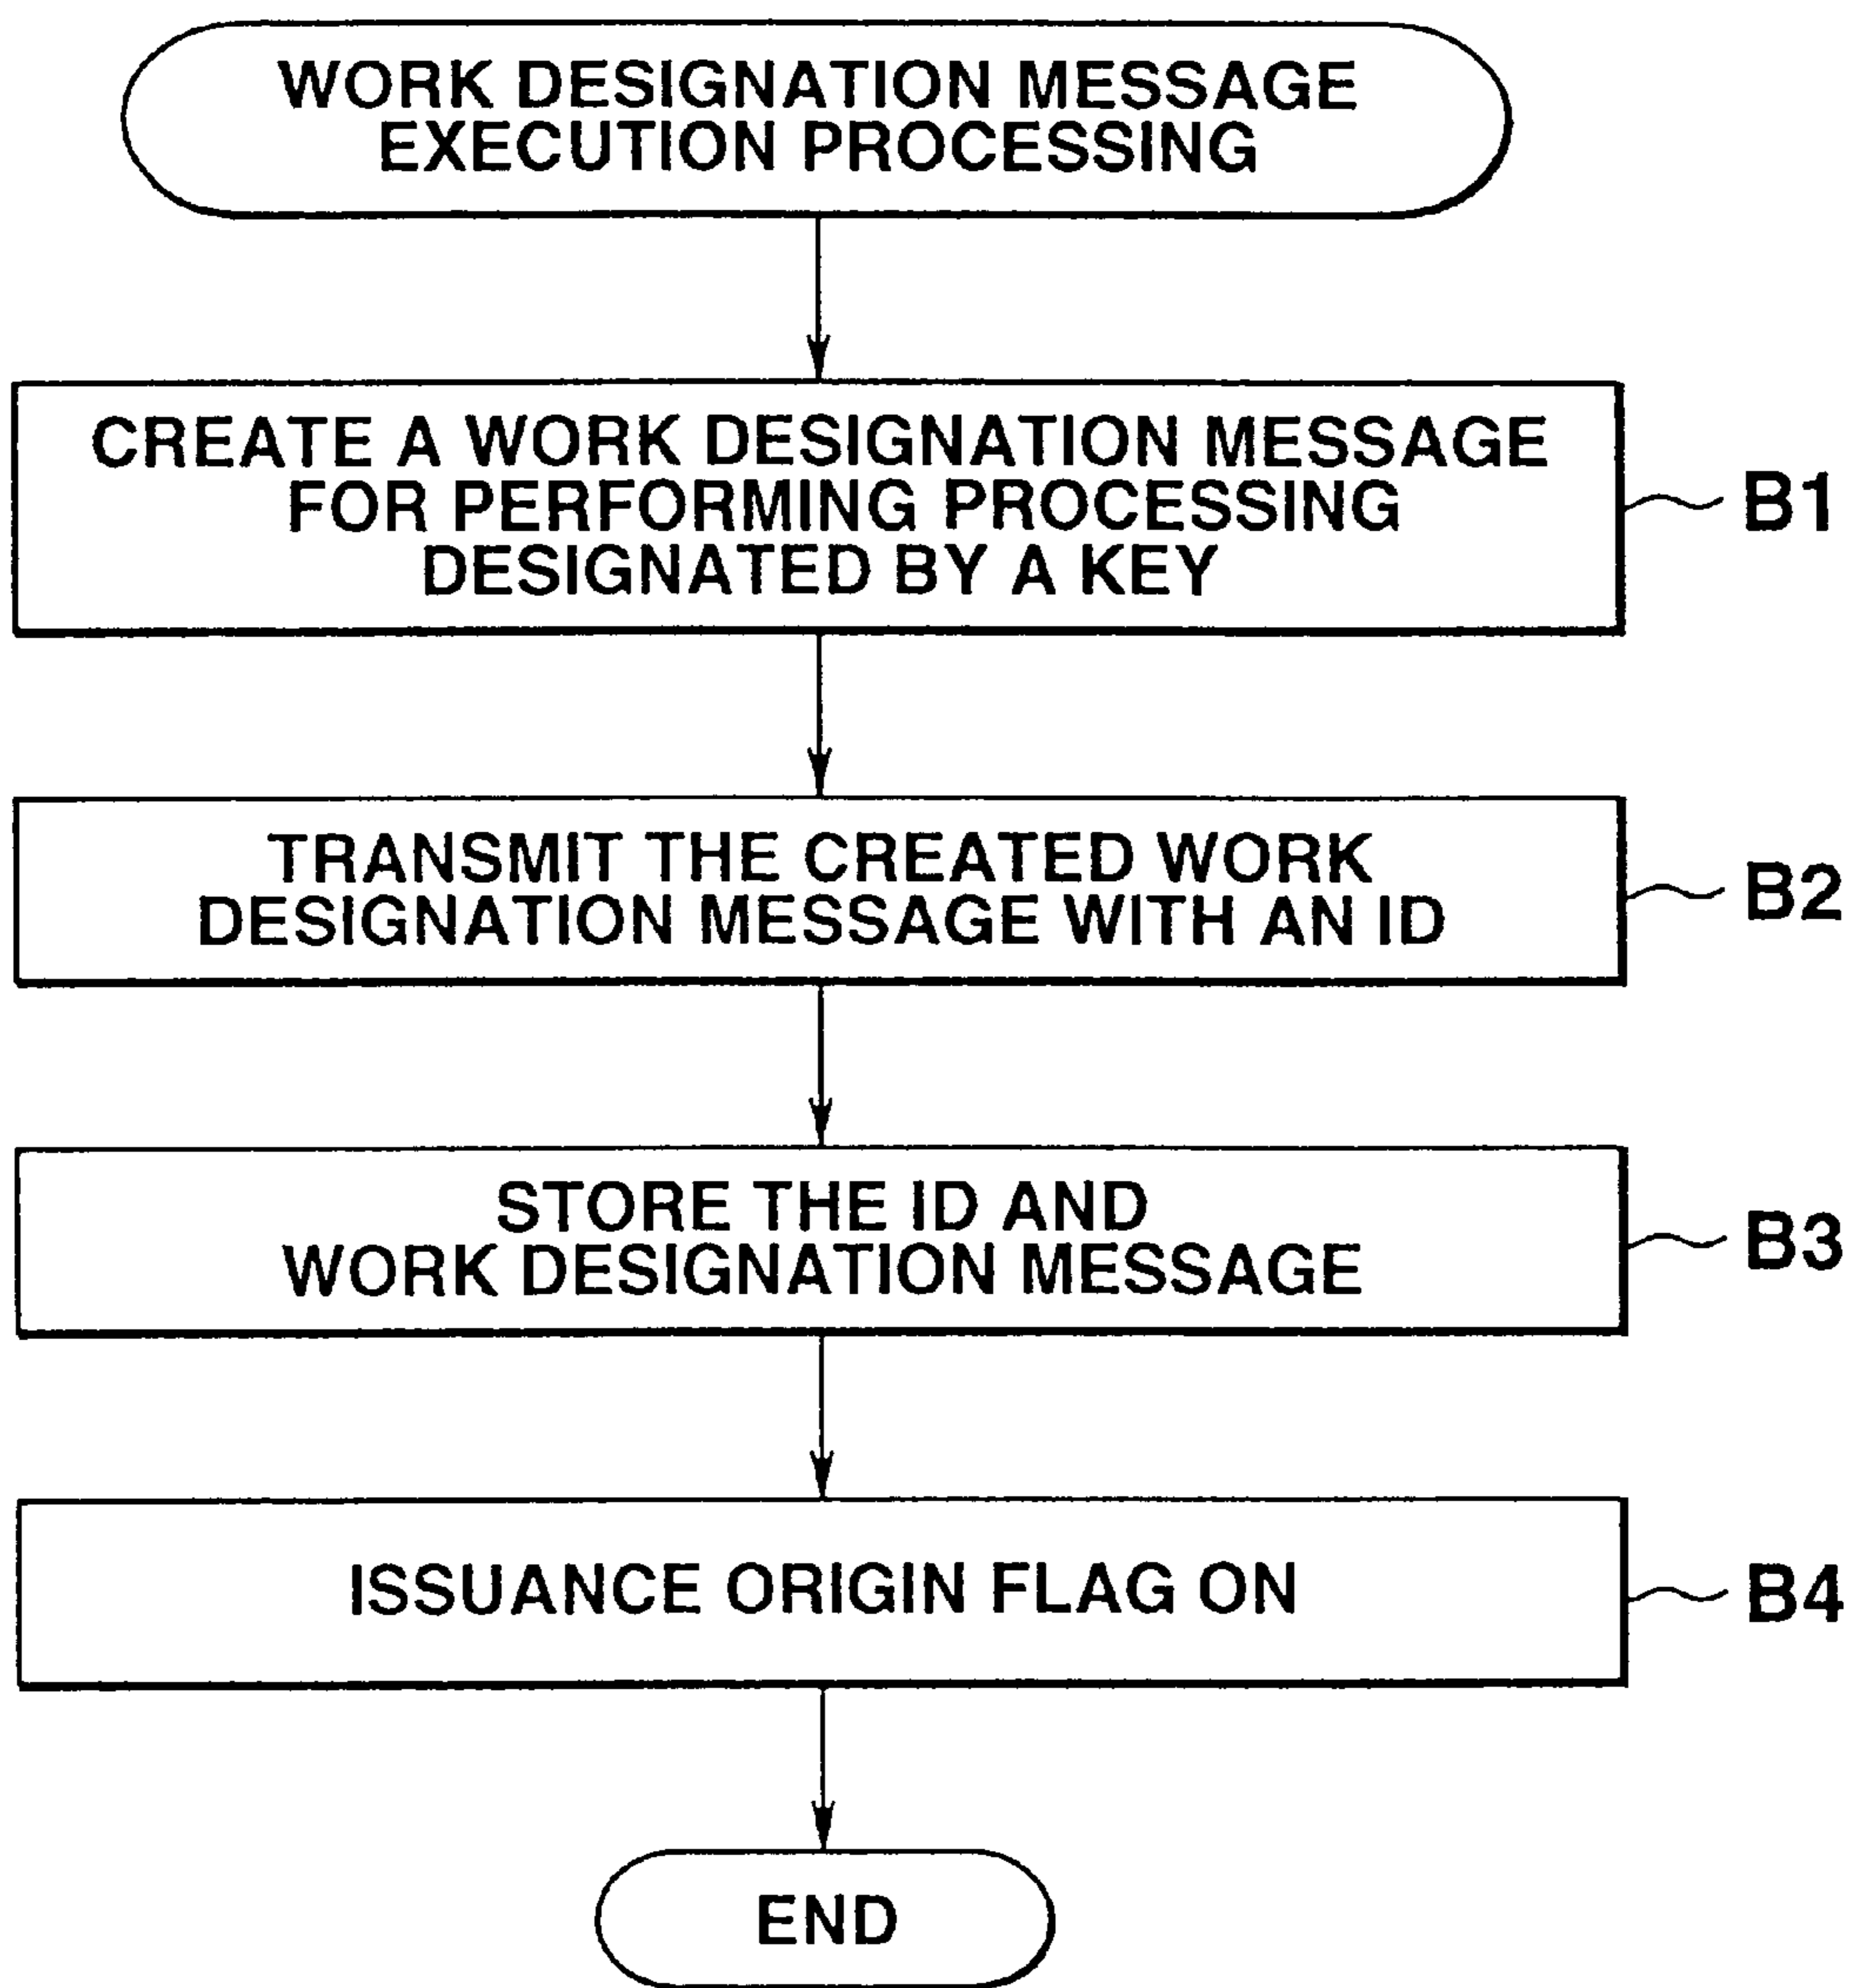 WORK DESIGNATION MESSAGE
EXECUTION PROCESSING
CREATE A WORK DESIGNATION MESSAGE
FOR PERFORMING PROCESSING
DESIGNATED BY A KEY
B1
TRANSMIT THE CREATED WORK
DESIGNATION MESSAGE WITH AN ID
B2
STORE THE ID AND
WORK DESIGNATION MESSAGE
B3
ISSUANCE ORIGIN FLAG ON
B4
END